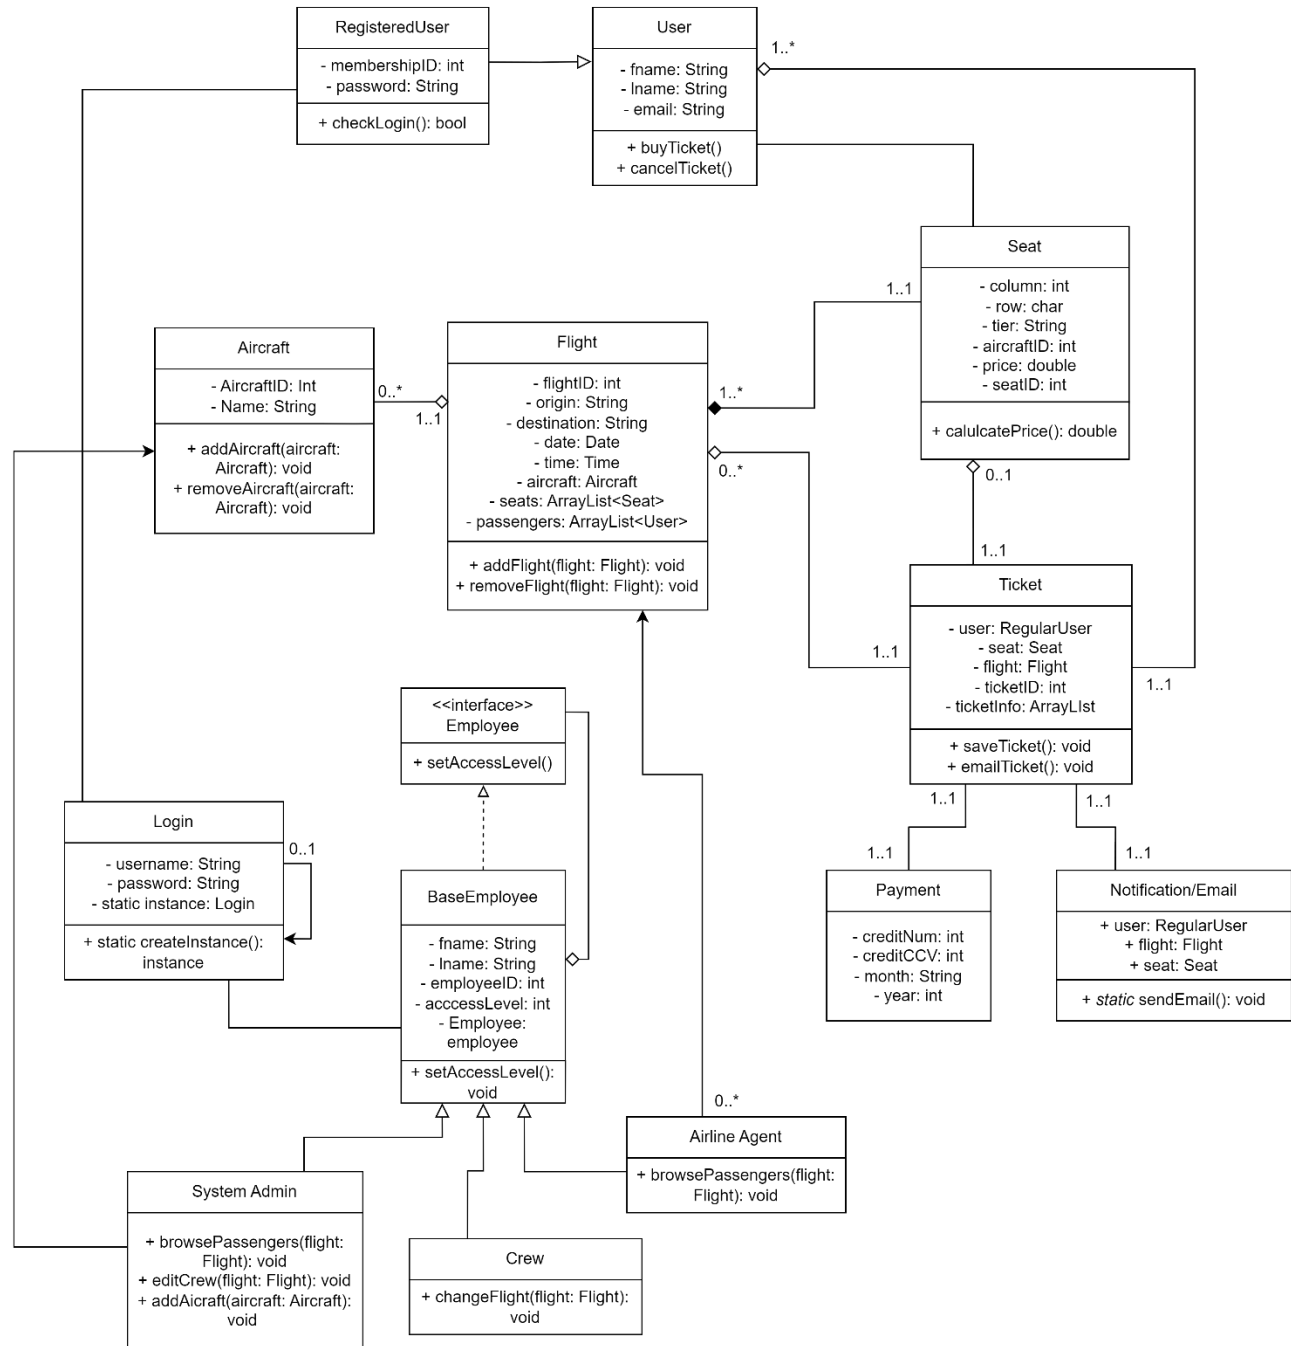 RegisteredUser
- membershipID: int
- password: String
+ checkLogin(): bool
User
- fname: String
- lname: String
- email: String
+ buyTicket()
+ cancelTicket()
1..*
Seat
- column: int
- row: char
- tier: String
- aircraftID: int
- price: double
- seatID: int
+ calulcatePrice(): double
1..1
0..1
Aircraft
- AircraftID: Int
- Name: String
+ addAircraft(aircraft:
Aircraft): void
+ removeAircraft(aircraft:
Aircraft): void
0..*
1..1
Flight
- flightID: int
- origin: String
- destination: String
- date: Date
- time: Time
- aircraft: Aircraft
- seats: ArrayList<Seat>
- passengers: ArrayList<User>
+ addFlight(flight: Flight): void
+ removeFlight(flight: Flight): void
1..*
0..*
1..1
Ticket
- user: RegularUser
- seat: Seat
- flight: Flight
- ticketID: int
- ticketInfo: ArrayLIst
+ saveTicket(): void
+ emailTicket(): void
1..1
1..1
1..1
1..1
<<interface>>
Employee
+ setAccessLevel()
Login
- username: String
- password: String
- static instance: Login
+ static createInstance():
instance
0..1
BaseEmployee
- fname: String
- lname: String
- employeeID: int
- acccessLevel: int
- Employee:
employee
+ setAccessLevel():
void
1..1
Payment
- creditNum: int
- creditCCV: int
- month: String
- year: int
1..1
Notification/Email
+ user: RegularUser
+ flight: Flight
+ seat: Seat
+ static sendEmail(): void
0..*
Airline Agent
+ browsePassengers(flight:
Flight): void
System Admin
+ browsePassengers(flight:
Flight): void
+ editCrew(flight: Flight): void
+ addAicraft(aircraft: Aircraft):
void
Crew
+ changeFlight(flight: Flight):
void